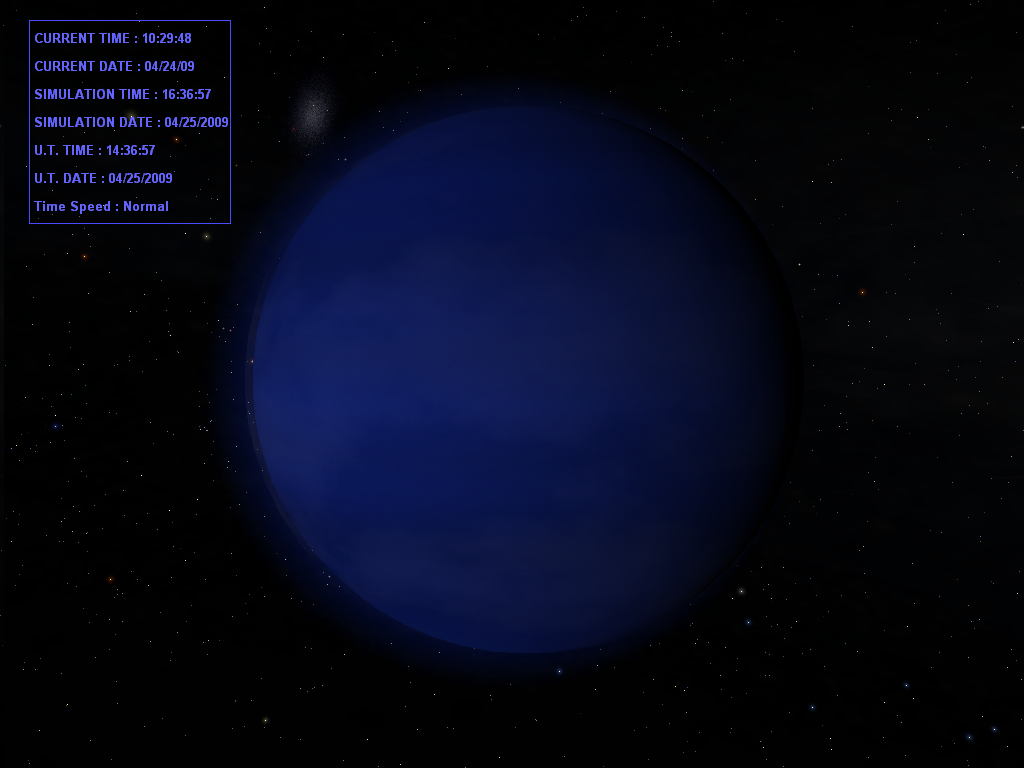 CURRENT TIME : 10:29:48
CURRENT DATE : 04/24/09
SIMULATION TIME : 16:36:57
SIMULATION DATE : 04/25/2009
U.T. TIME : 14:36:57
U.T. DATE : 04/25/2009
Time Speed : Normal